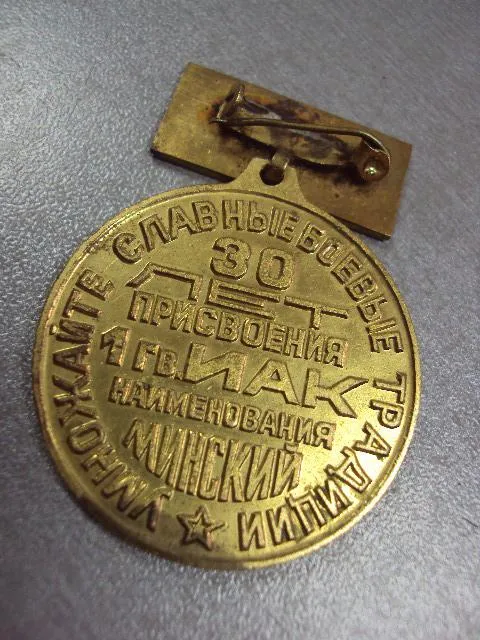 УМНОЖАЙТЕ СЛАВНЫЕ БОЕВЫЕ ТРАДИЦИИ
30
ЛЕТ
ПРИСВОЕНИЯ
1 ГВ. ИАК
НАИМЕНОВАНИЯ
МИНСКИЙ